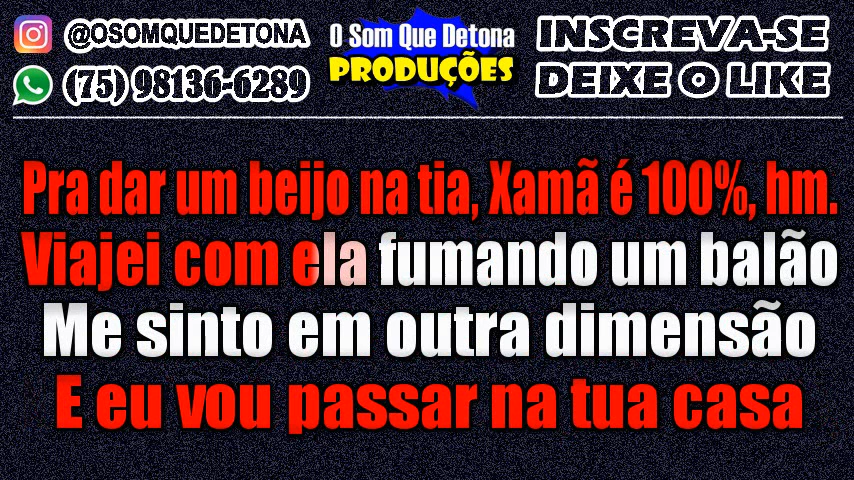 @OSOMQUEDETONA
(75) 98136-6289
O Som Que Detona
PRODUÇÕES
INSCREVA-SE
DEIXE O LIKE
Pra dar um beijo na tia, Xamã é 100%, hm.
Viajei com ela fumando um balão
Me sinto em outra dimensão
E eu vou passar na tua casa